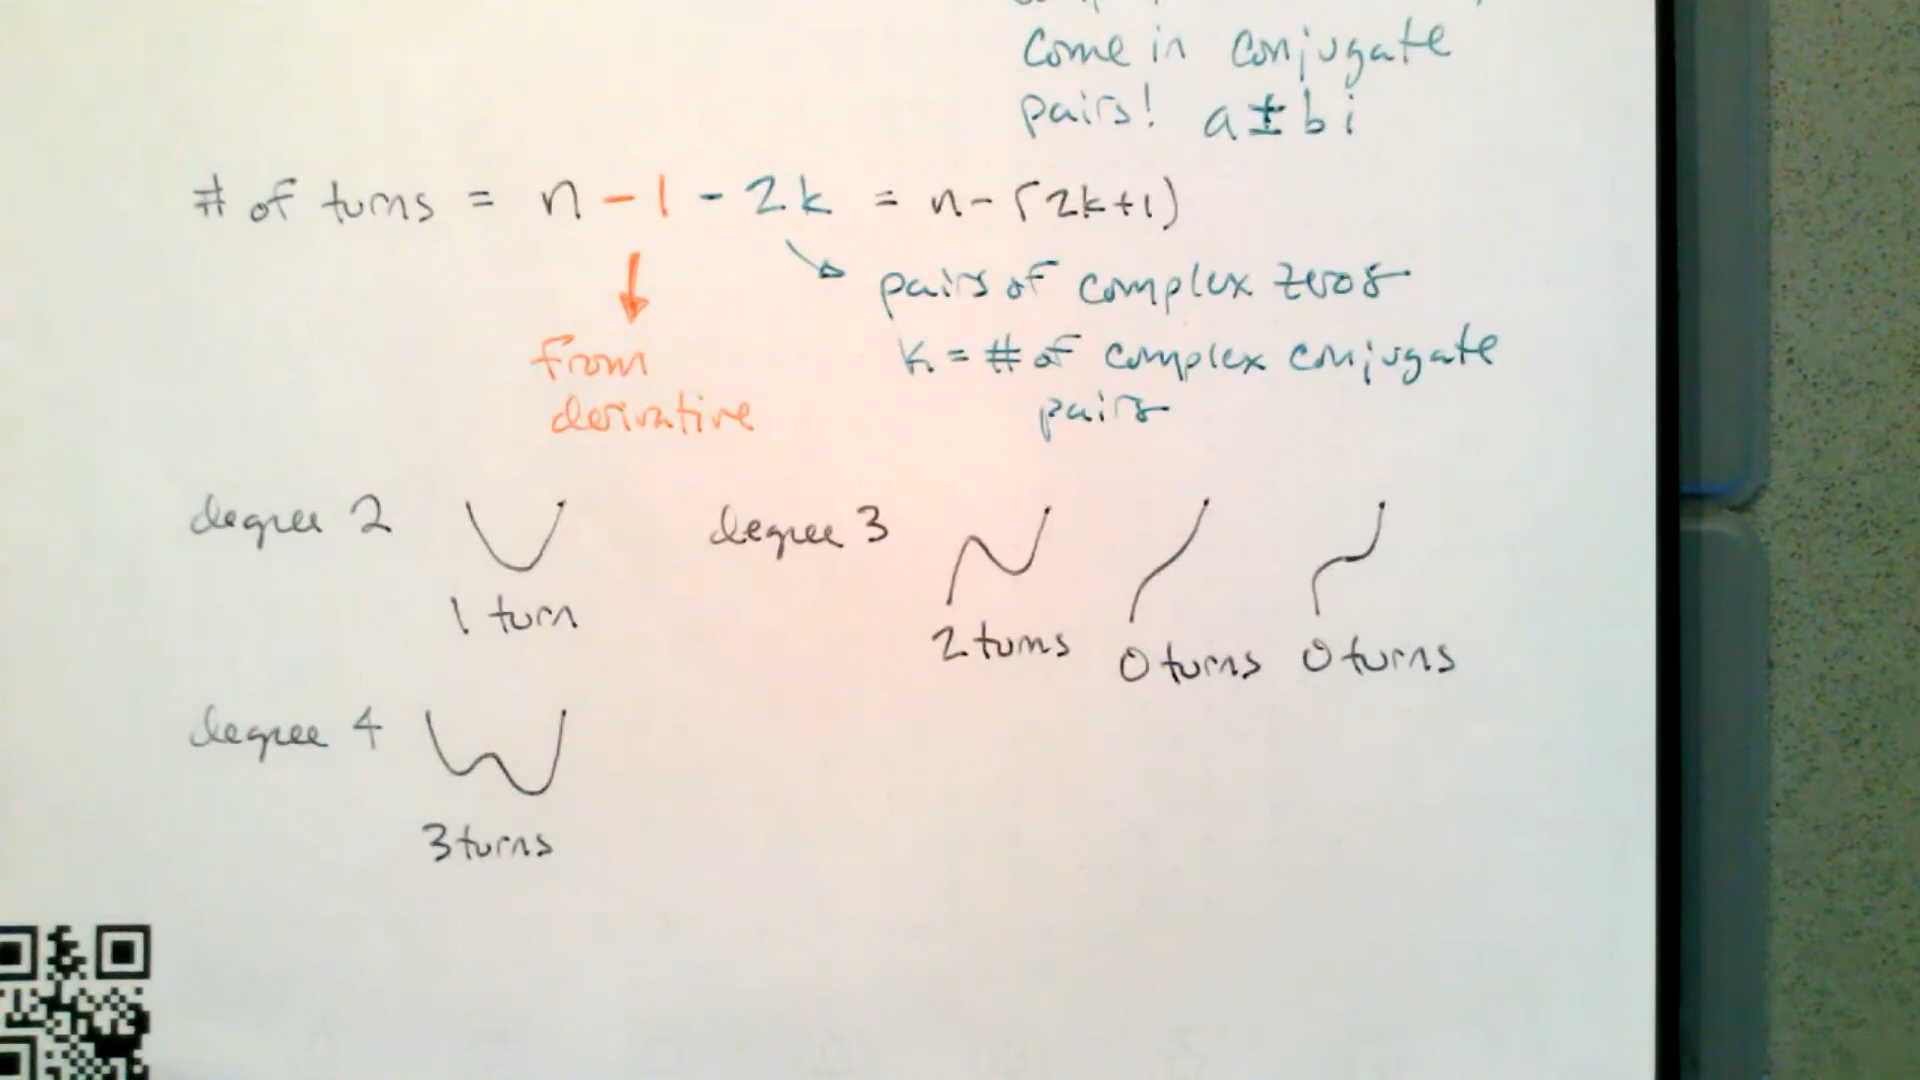 come in conjugate
pairs! a ± bi
# of turns = n - 1 - 2k = n - (2k+1)
pairs of complex zeros
from
derivative
k = # of complex conjugate
pairs
degree 2
1 turn
degree 3
2 turns
0 turns
0 turns
degree 4
3 turns